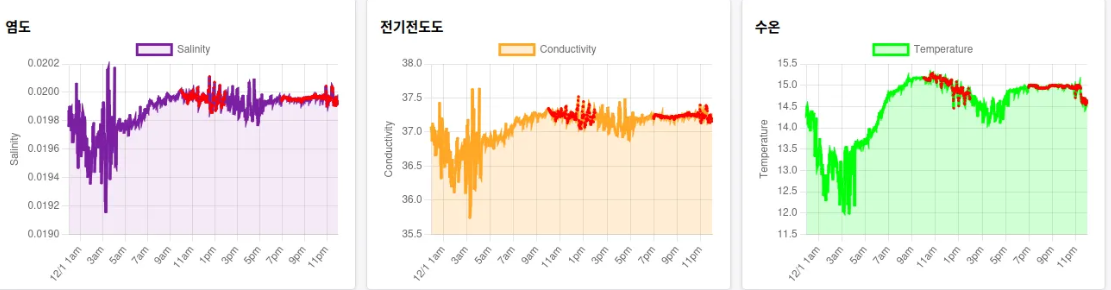 염도
Salinity
0.0202
0.0200
0.0198
0.0196
0.0194
0.0192
0.0190
Salinity
12/1 1am
3am
5am
7am
9am
11am
1pm
3pm
5pm
7pm
9pm
11pm
전기전도도
Conductivity
38.0
37.5
37.0
36.5
36.0
35.5
Conductivity
12/1 1am
3am
5am
7am
9am
11am
1pm
3pm
5pm
7pm
9pm
11pm
수온
Temperature
15.5
15.0
14.5
14.0
13.5
13.0
12.5
12.0
11.5
Temperature
12/1 1am
3am
5am
7am
9am
11am
1pm
3pm
5pm
7pm
9pm
11pm